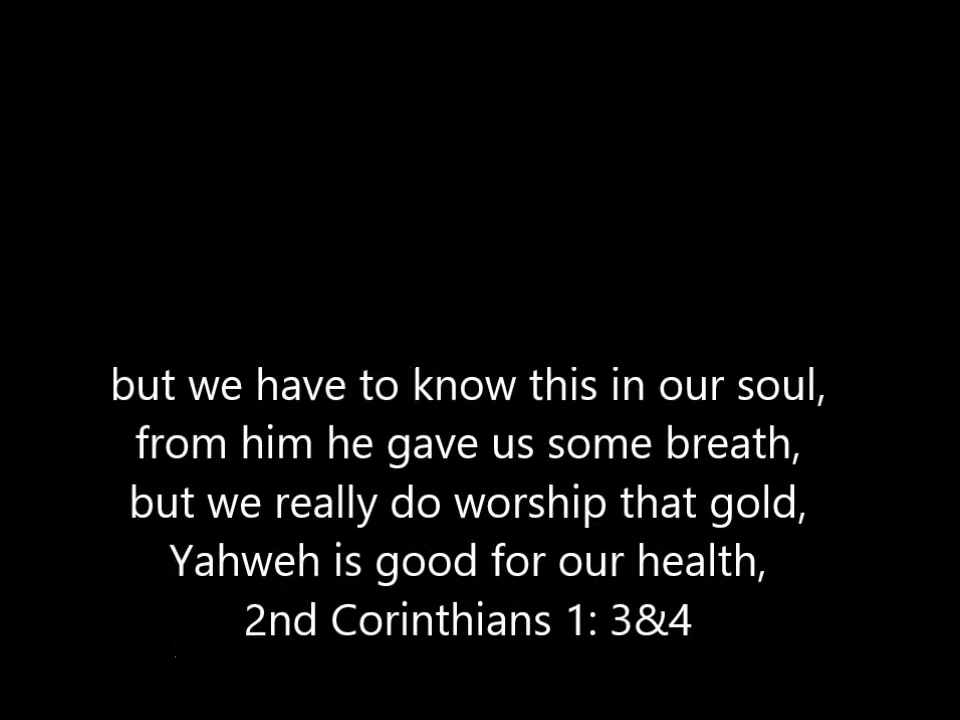 but we have to know this in our soul,
from him he gave us some breath,
but we really do worship that gold,
Yahweh is good for our health,
2nd Corinthians 1: 3&4